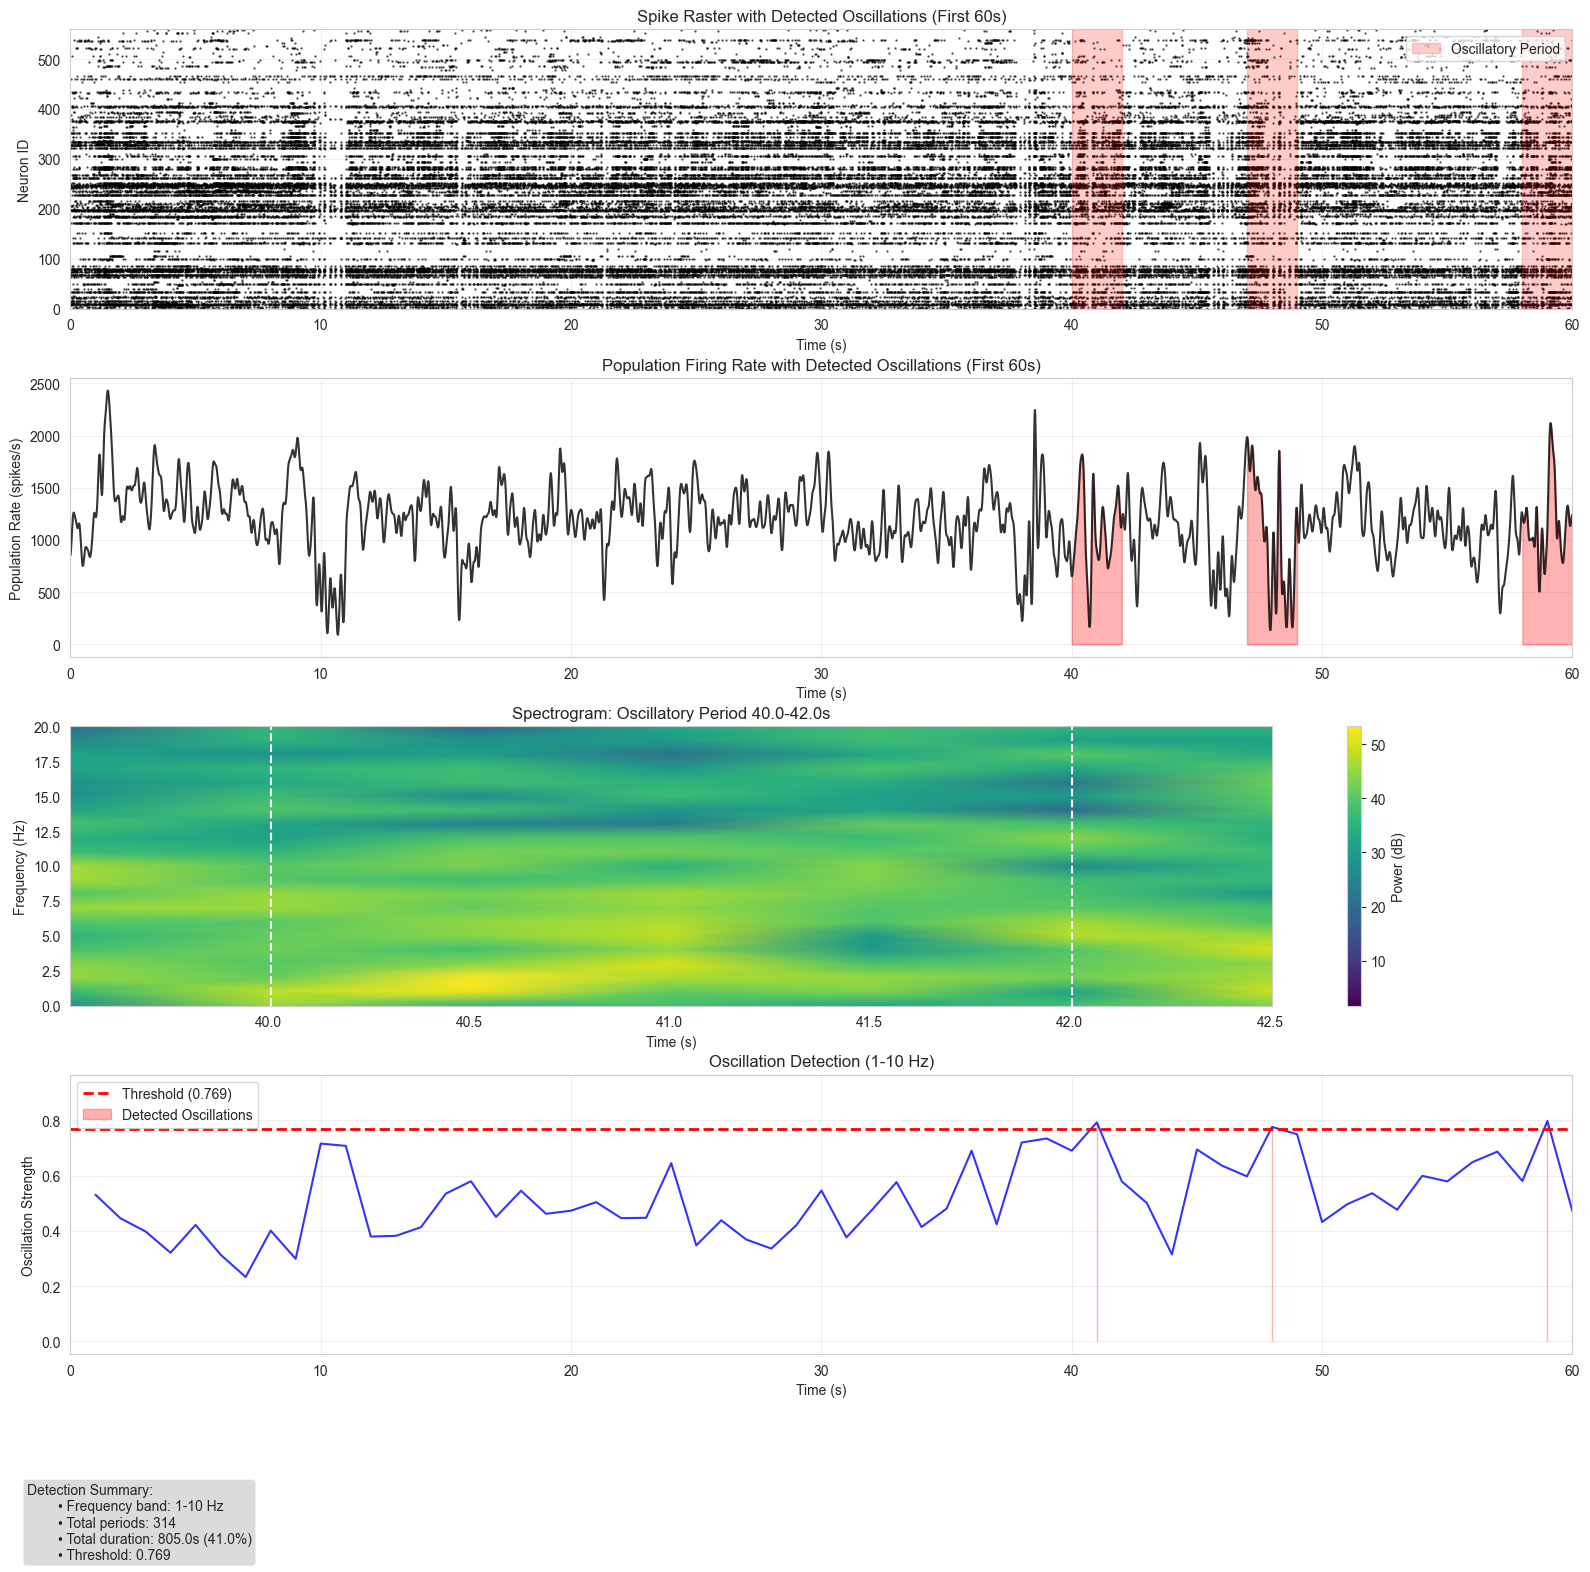 Spike Raster with Detected Oscillations (First 60s)
Oscillatory Period
500
400
300
200
100
0
Neuron ID
0 10 20 30 40 50 60
Time (s)
Population Firing Rate with Detected Oscillations (First 60s)
2500
2000
1500
1000
500
0
Population Rate (spikes/s)
0 10 20 30 40 50 60
Time (s)
Spectrogram: Oscillatory Period 40.0-42.0s
20.0
17.5
15.0
12.5
10.0
7.5
5.0
2.5
0.0
Frequency (Hz)
40.0 40.5 41.0 41.5 42.0 42.5
Time (s)
50
40
30
20
10
Power (dB)
Oscillation Detection (1-10 Hz)
Threshold (0.769)
Detected Oscillations
0.8
0.6
0.4
0.2
0.0
Oscillation Strength
0 10 20 30 40 50 60
Time (s)
Detection Summary:
• Frequency band: 1-10 Hz
• Total periods: 314
• Total duration: 805.0s (41.0%)
• Threshold: 0.769